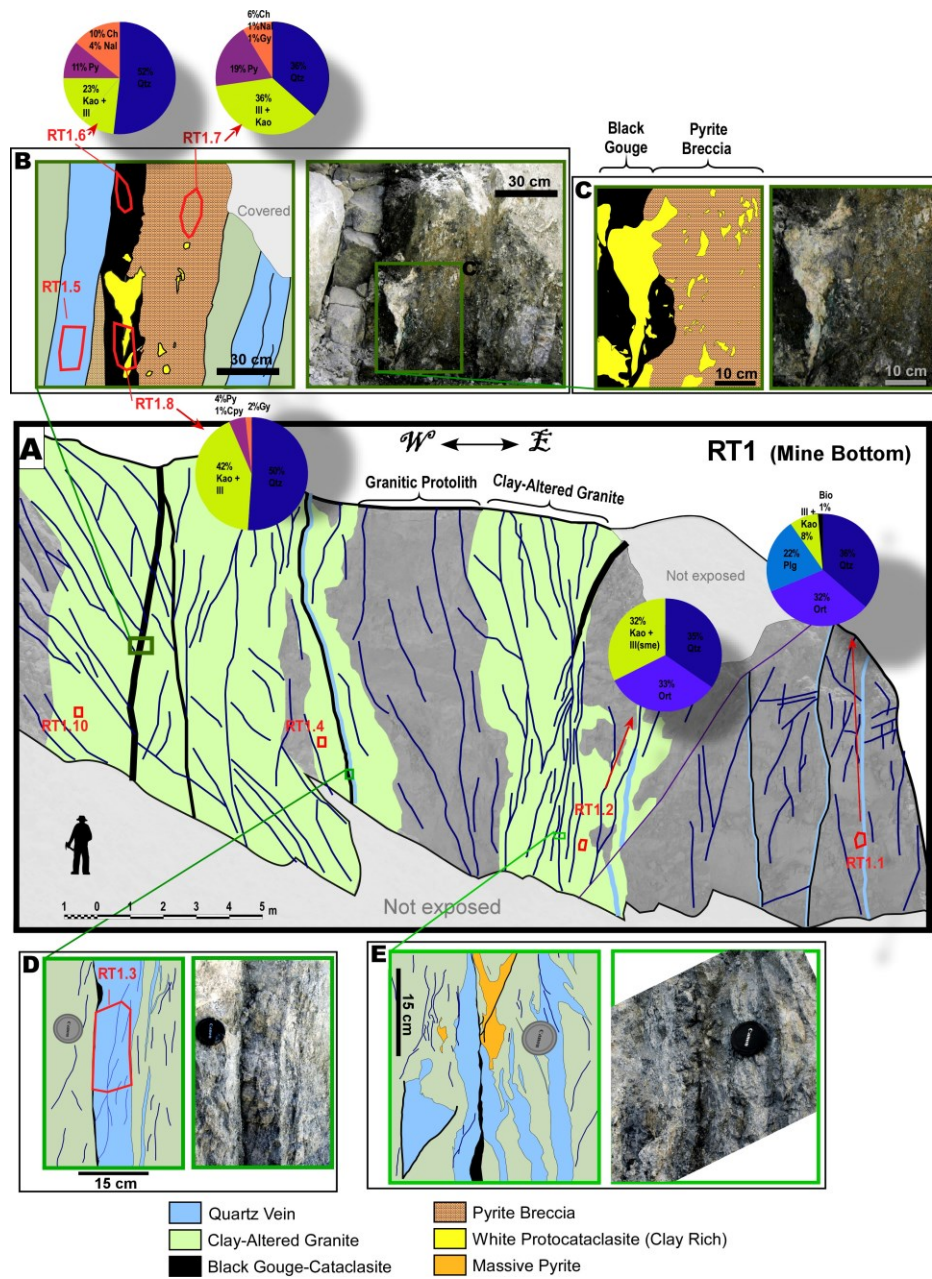 10% Ch
4% Nal
11% Py
52%
Qtz
23%
Kao +
Ill
6%Ch
1%Nal
1%Gy
19% Py
36%
Qtz
36%
Ill +
Kao
RT1.6
RT1.7
B
Covered
RT1.5
30 cm
30 cm
C
Black
Gouge
Pyrite
Breccia
C
10 cm
10 cm
RT1.8
4%Py
1%Cpy
2%Gy
42%
Kao +
Ill
50%
Qtz
A
W
E
RT1 (Mine Bottom)
Granitic Protolith
Clay-Altered Granite
Not exposed
Bio
1%
Ill +
Kao
8%
22%
Plg
36%
Qtz
32%
Ort
32%
Kao +
Ill(sme)
35%
Qtz
33%
Ort
RT1.10
RT1.4
RT1.2
RT1.1
1 0 1 2 3 4 5 m
Not exposed
D
RT1.3
Canon
Canon
15 cm
E
15 cm
Canon
Canon
Quartz Vein
Clay-Altered Granite
Black Gouge-Cataclasite
Pyrite Breccia
White Protocataclasite (Clay Rich)
Massive Pyrite